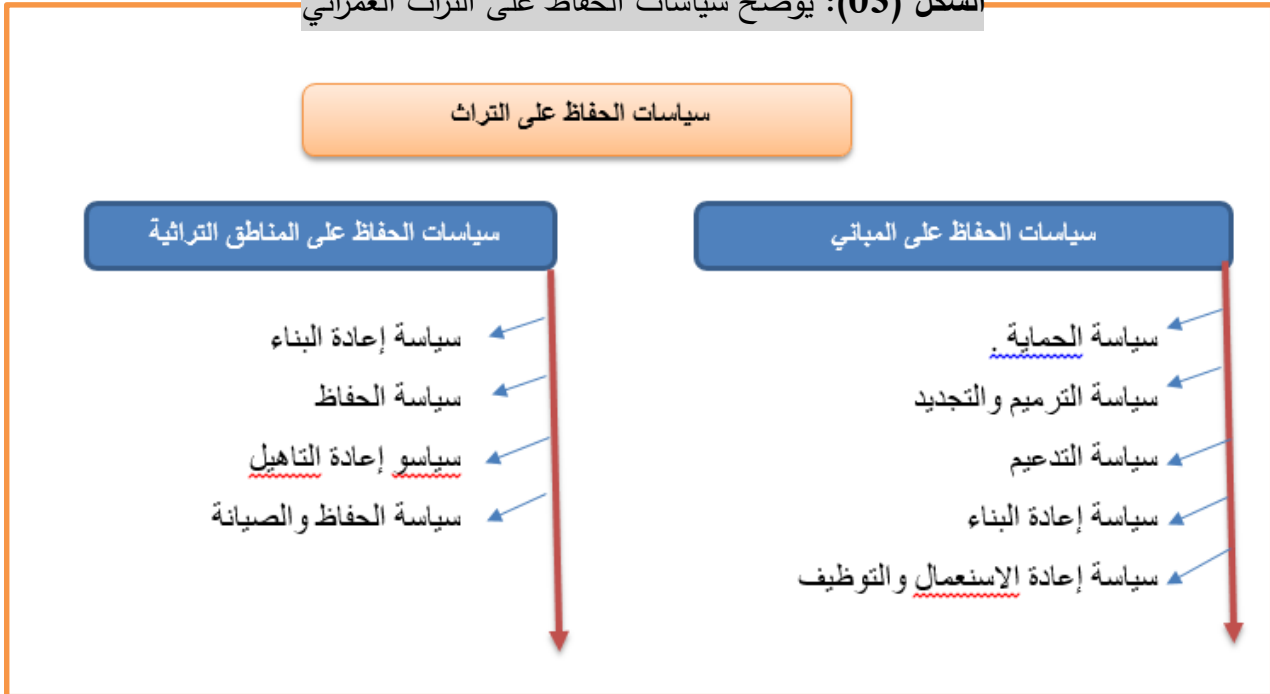 الشكل (03): يوضح سياسات الحفاظ على التراث العمراني
سياسات الحفاظ على التراث
سياسات الحفاظ على المباني
سياسة الحماية .
سياسة الترميم والتجديد
سياسة التدعيم
سياسة إعادة البناء
سياسة إعادة الاسنعمال والتوظيف
سياسات الحفاظ على المناطق التراثية
سياسة إعادة البناء
سياسة الحفاظ
سياسو إعادة التاهيل
سياسة الحفاظ والصيانة